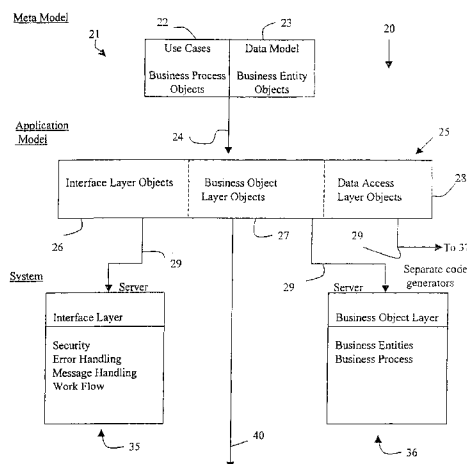 Meta Model
22
23
21
20
Use Cases
Data Model
Business Process
Objects
Business Entity
Objects
24
Application
Model
25
Interface Layer Objects
Business Object
Layer Objects
Data Access
Layer Objects
28
26
27
29
29
29
To 37
Separate code
generators
System
Server
Server
Interface Layer
Business Object Layer
Security
Error Handling
Message Handling
Work Flow
Business Entities
Business Process
35
40
36